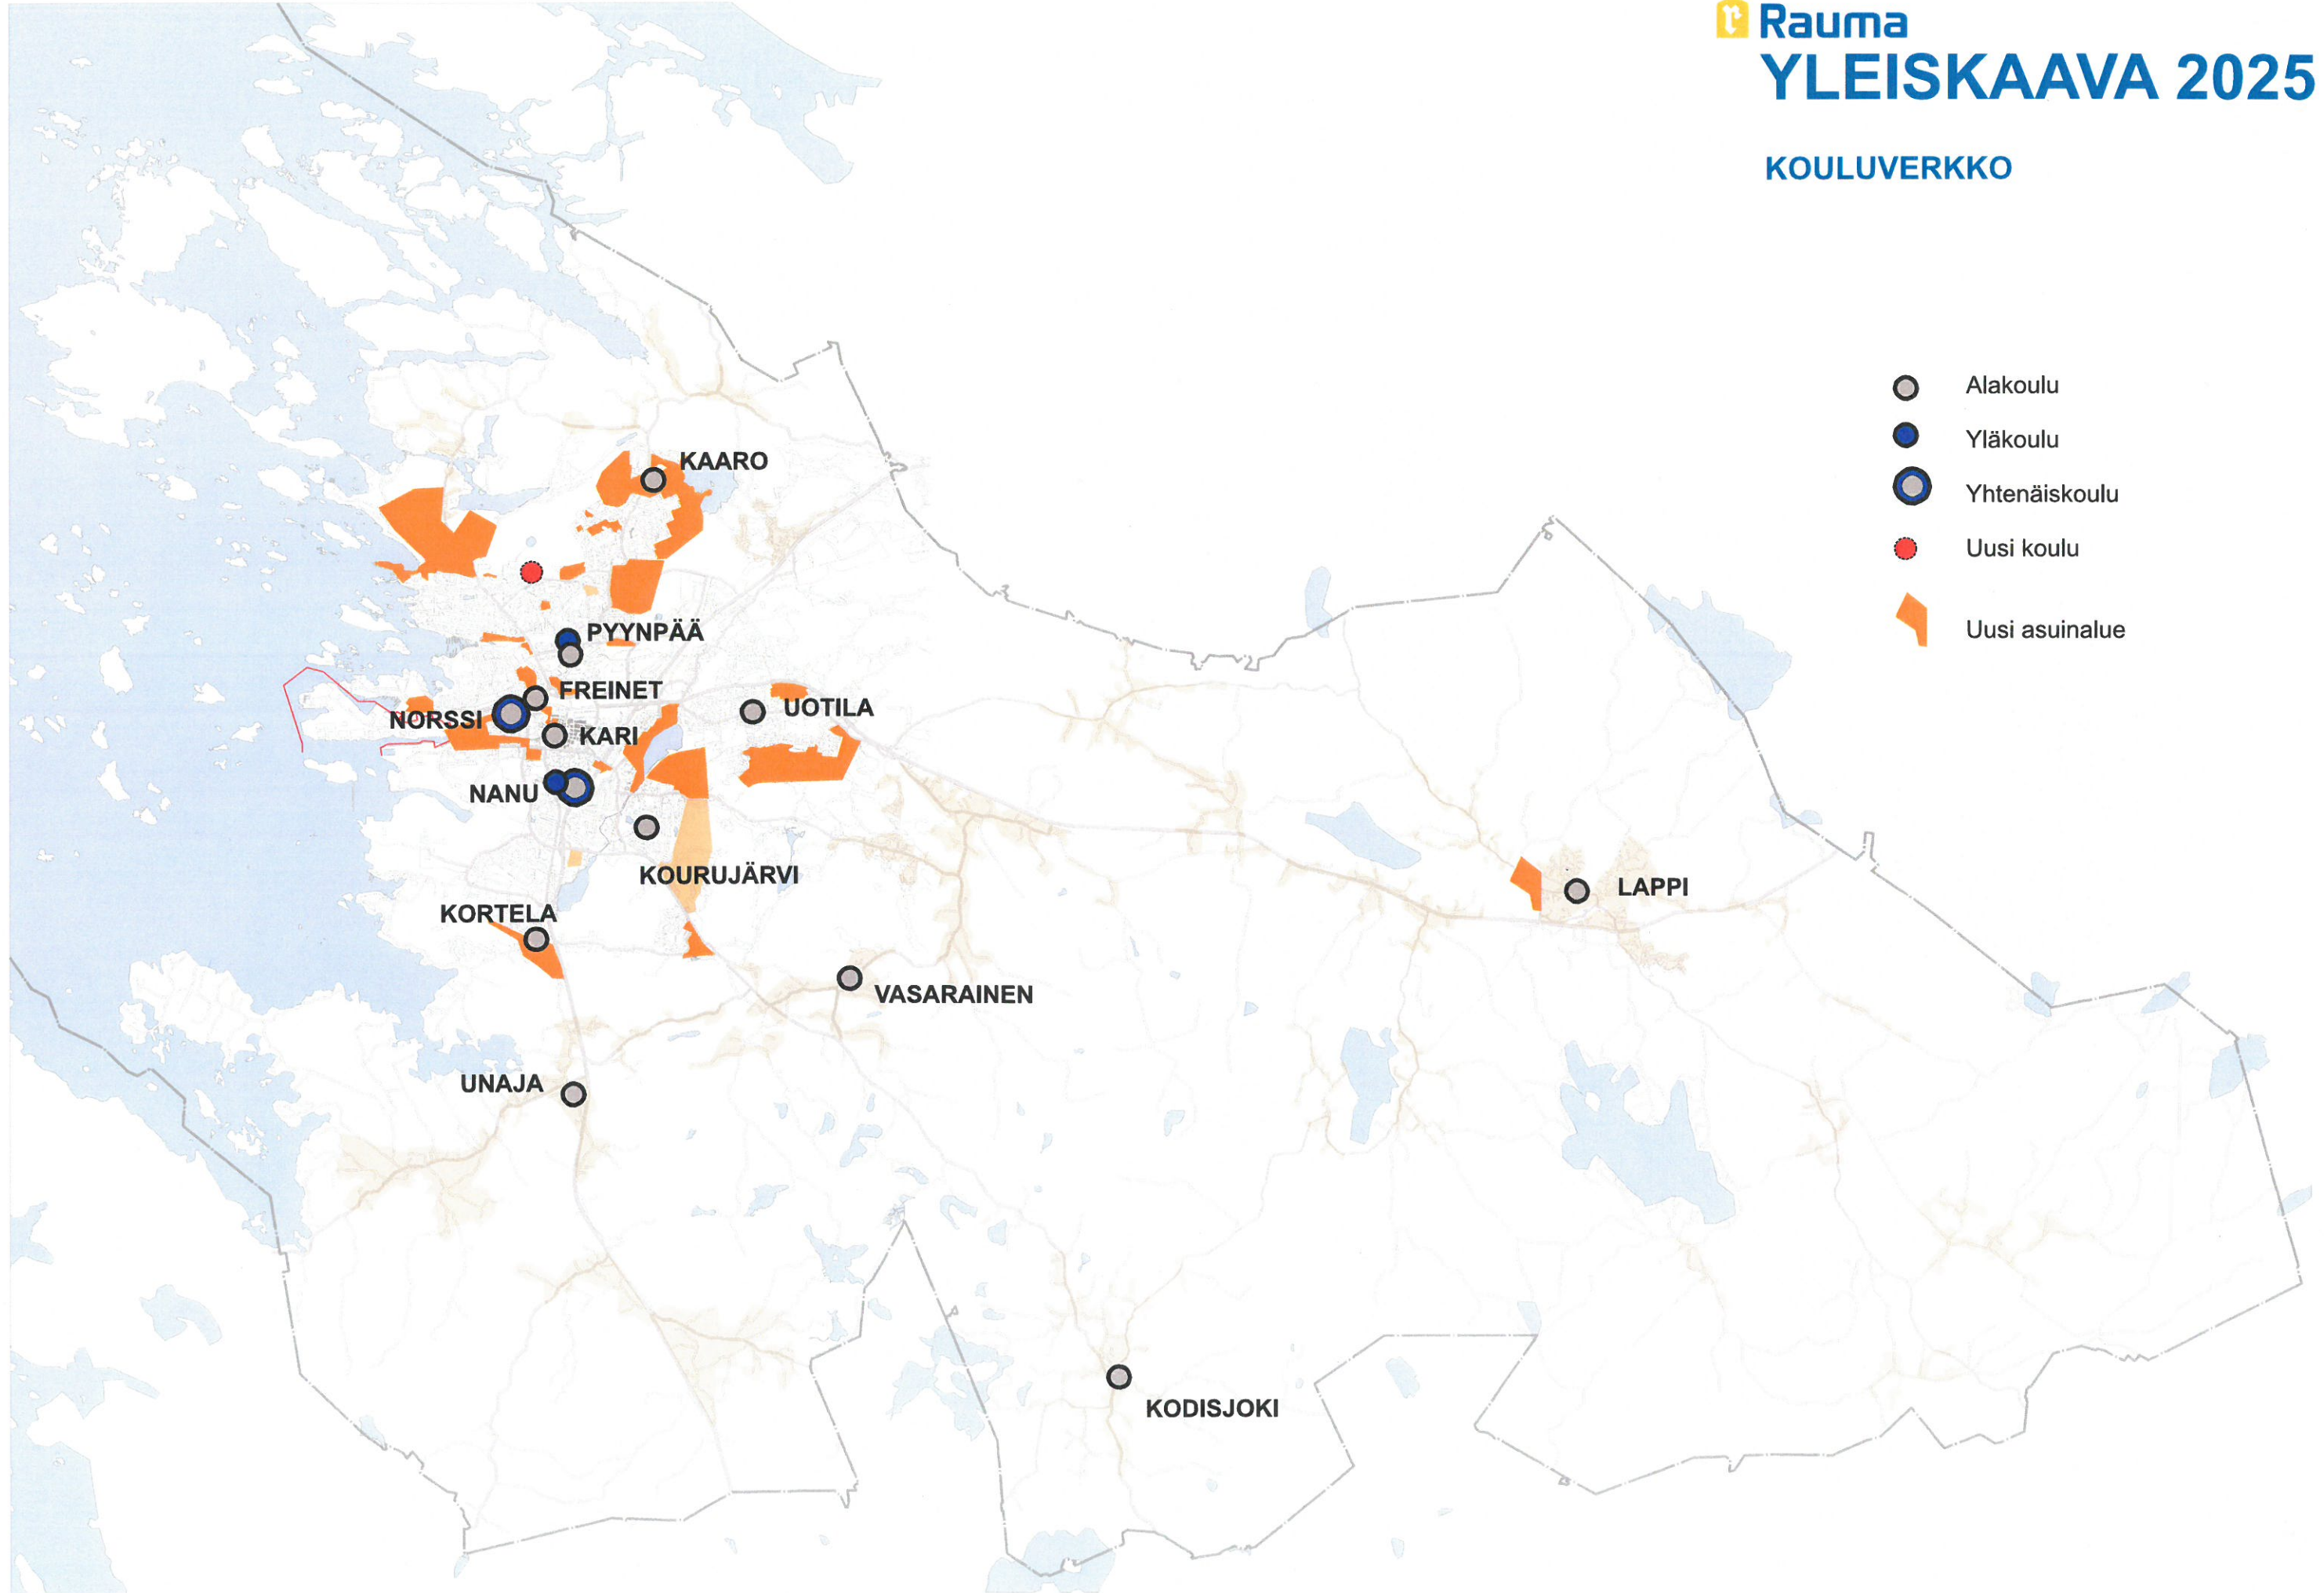 Rauma
YLEISKAAVA 2025
KOULUVERKKO
Alakoulu
Yläkoulu
Yhtenäiskoulu
Uusi koulu
Uusi asuinalue
KAARO
PYYNPÄÄ
FREINET
NORSSI
UOTILA
KARI
NANU
KOURUJÄRVI
LAPPI
KORTELA
VASARAINEN
UNAJA
KODISJOKI